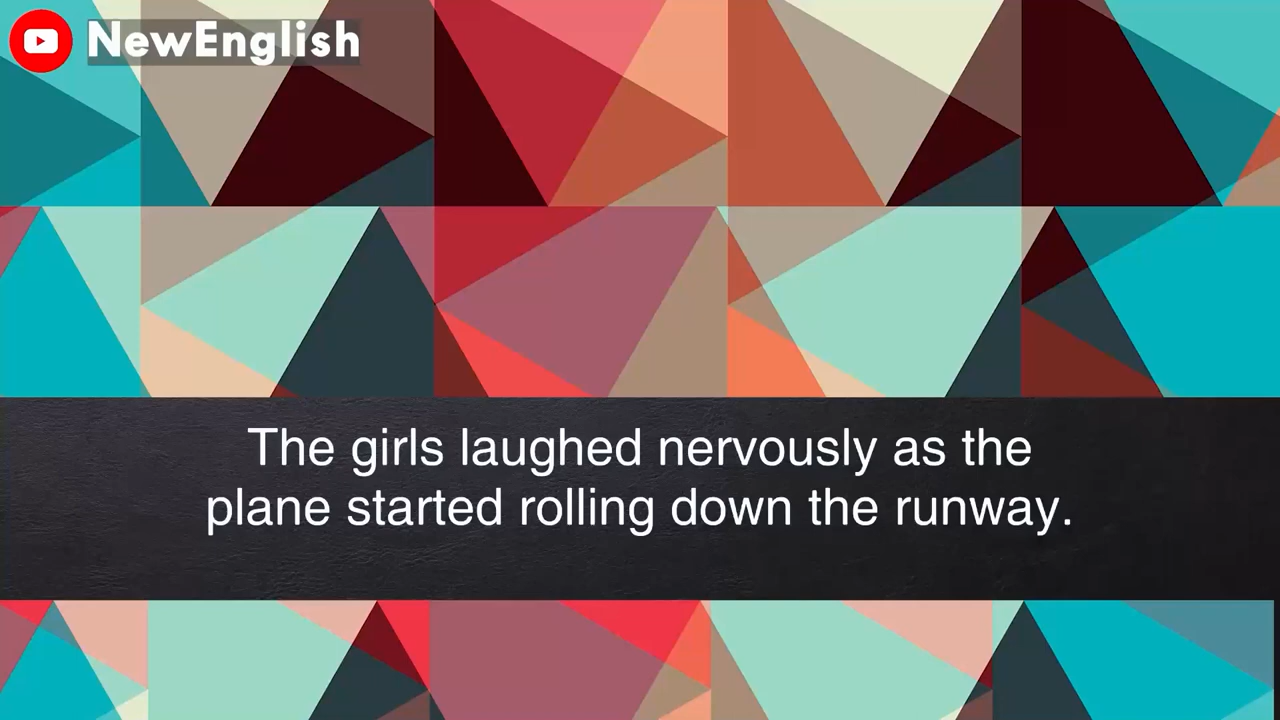 NewEnglish
The girls laughed nervously as the
plane started rolling down the runway.